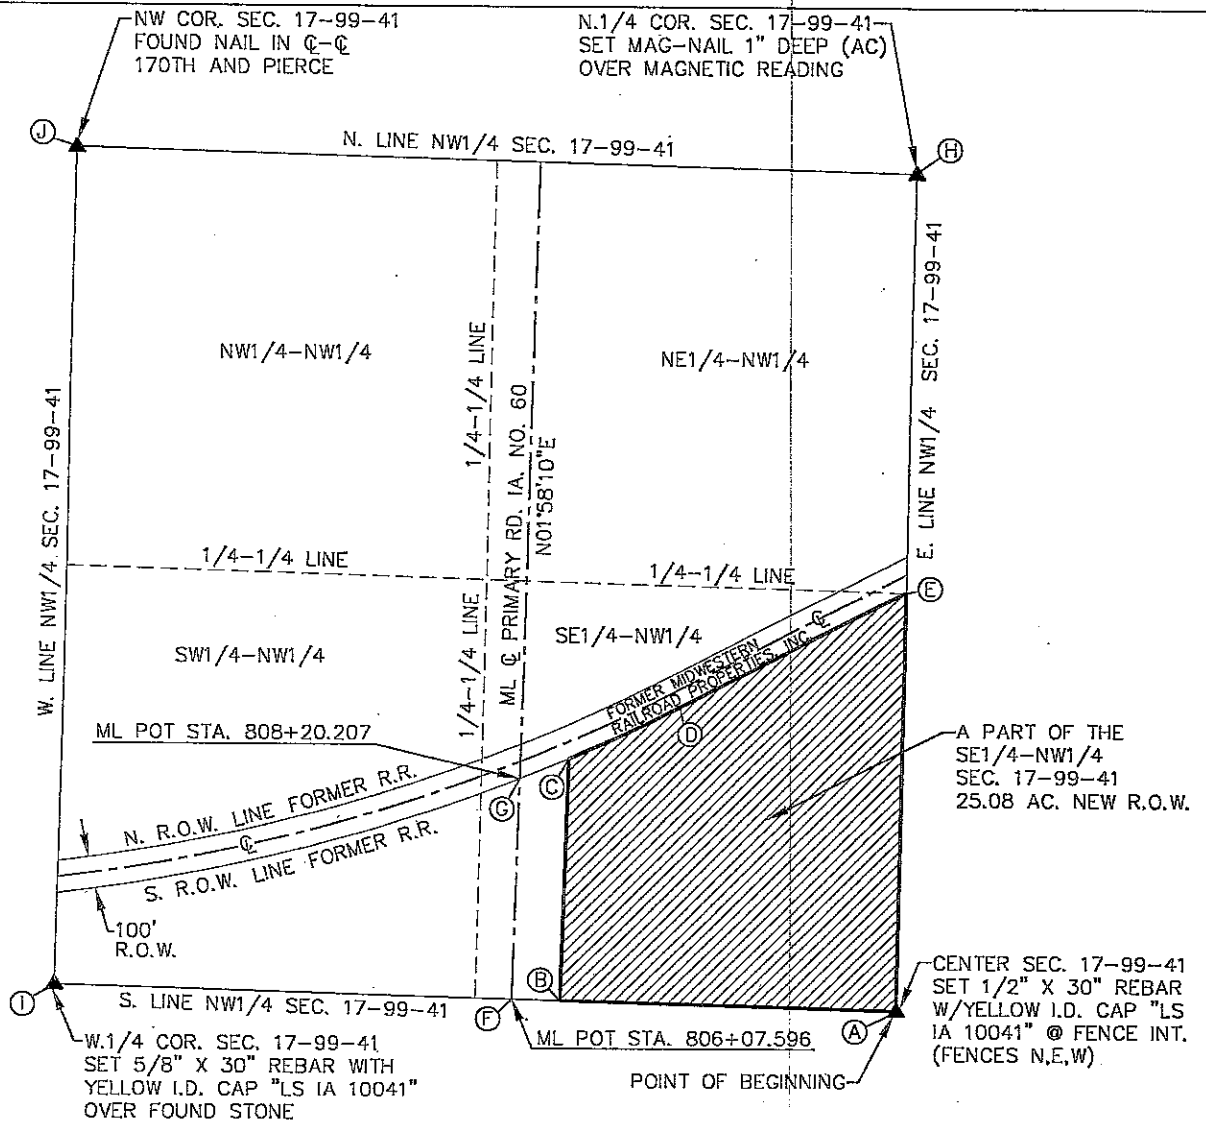 NW COR. SEC. 17-99-41
FOUND NAIL IN ℄-℄
170TH AND PIERCE
N.1/4 COR. SEC. 17-99-41
SET MAG-NAIL 1" DEEP (AC)
OVER MAGNETIC READING
J
N. LINE NW1/4 SEC. 17-99-41
H
NW1/4-NW1/4
NE1/4-NW1/4
1/4-1/4 LINE
ML ℄ PRIMARY RD. IA. NO. 60
N01°58'10"E
W. LINE NW1/4 SEC. 17-99-41
E. LINE NW1/4 SEC. 17-99-41
1/4-1/4 LINE
1/4-1/4 LINE
E
SW1/4-NW1/4
1/4-1/4 LINE
SE1/4-NW1/4
℄
FORMER MIDWESTERN
RAILROAD PROPERTIES, INC.
D
ML POT STA. 808+20.207
A PART OF THE
SE1/4-NW1/4
SEC. 17-99-41
25.08 AC. NEW R.O.W.
C
G
N. R.O.W. LINE FORMER R.R.
℄
S. R.O.W. LINE FORMER R.R.
100'
R.O.W.
I
S. LINE NW1/4 SEC. 17-99-41
F
B
A
CENTER SEC. 17-99-41
SET 1/2" X 30" REBAR
W/YELLOW I.D. CAP "LS
IA 10041" @ FENCE INT.
(FENCES N,E,W)
ML POT STA. 806+07.596
POINT OF BEGINNING
W.1/4 COR. SEC. 17-99-41
SET 5/8" X 30" REBAR WITH
YELLOW I.D. CAP "LS IA 10041"
OVER FOUND STONE